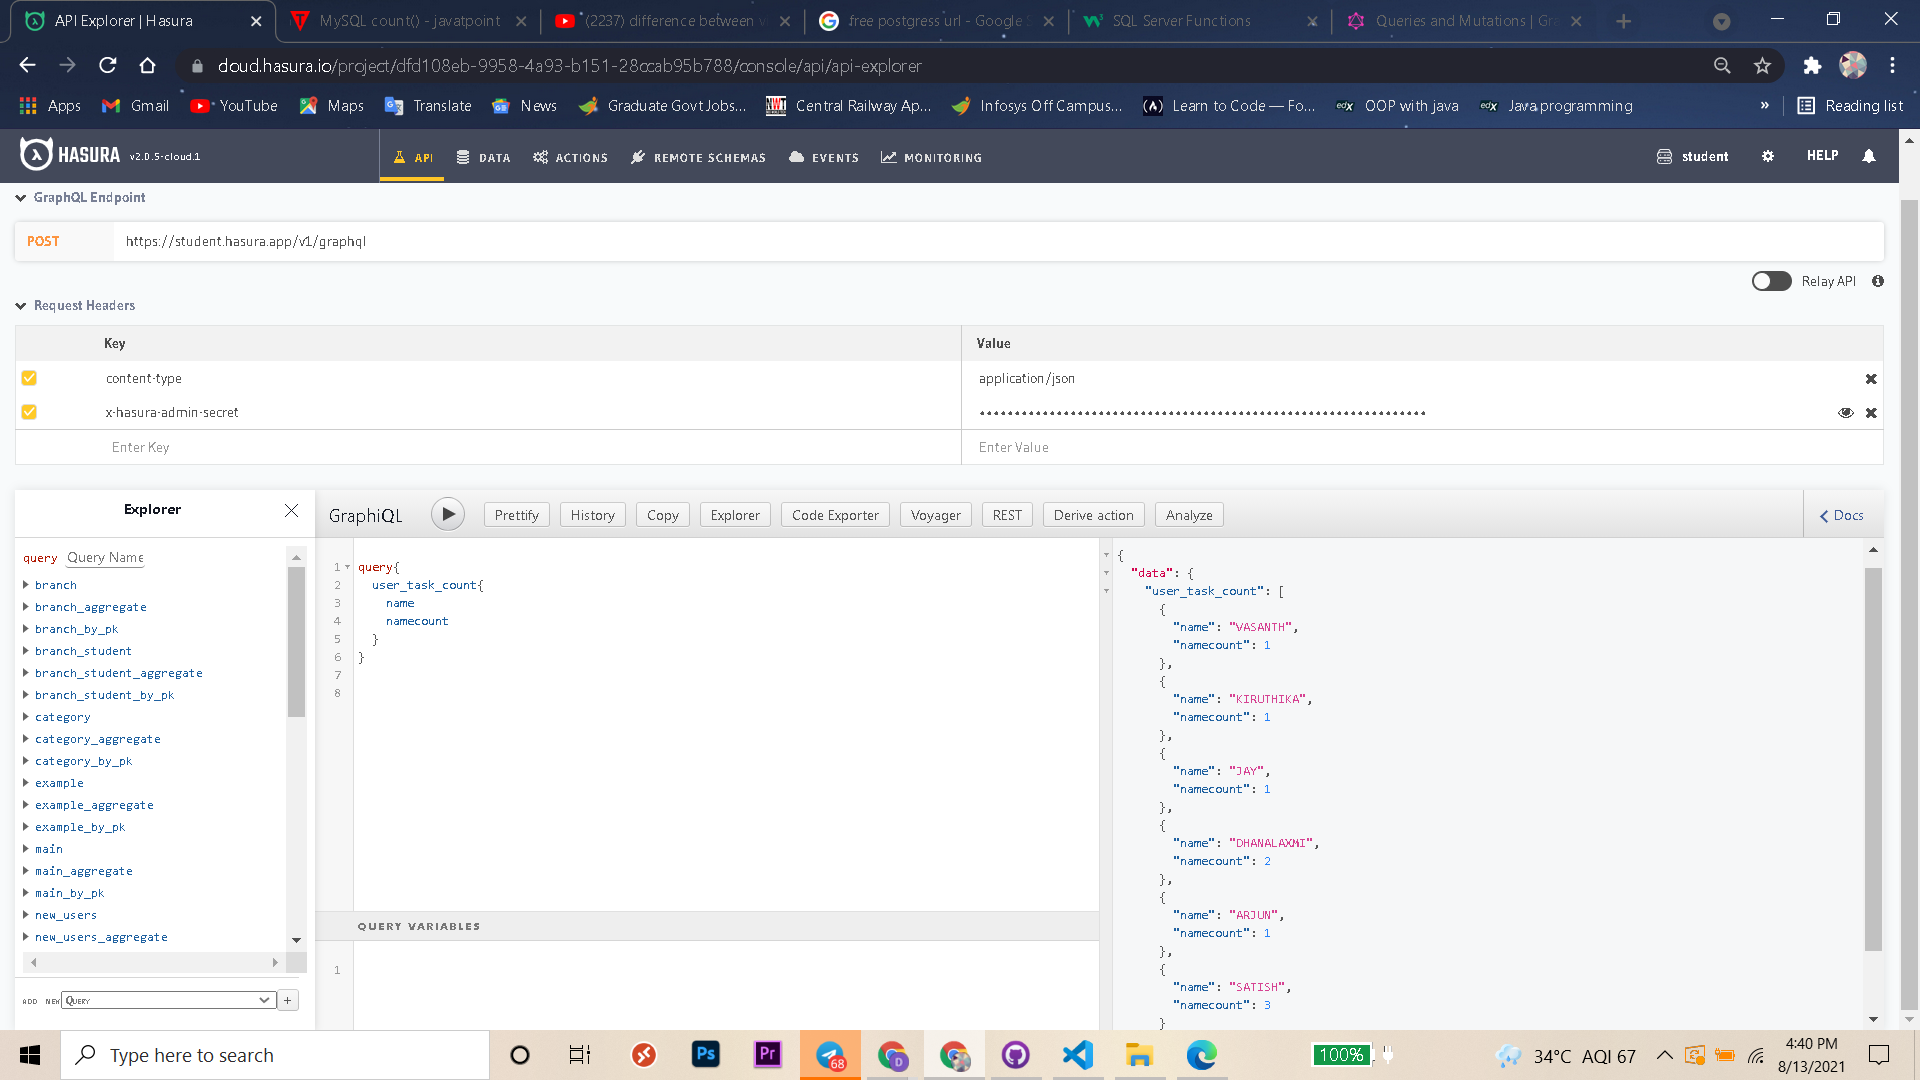 API Explorer | Hasura
MySQL count() - javatpoint
(2237) difference between v
free postgress url - Google S
SQL Server Functions
Queries and Mutations | Gra
cloud.hasura.io/project/dfd108eb-9958-4a93-b151-28ccab95b788/console/api/api-explorer
Apps
Gmail
YouTube
Maps
Translate
News
Graduate Govt Jobs...
Central Railway Ap...
Infosys Off Campus...
Learn to Code — Fo...
OOP with java
Java programming
»
Reading list
HASURA
v2.0.5-cloud.1
API
DATA
ACTIONS
REMOTE SCHEMAS
EVENTS
MONITORING
student
HELP
GraphQL Endpoint
POST
https://student.hasura.app/v1/graphql
Relay API
Request Headers
Key
Value
content-type
application/json
x-hasura-admin-secret
••••••••••••••••••••••••••••••••••••••••••••••••••••••••••••••••
Enter Key
Enter Value
Explorer
GraphiQL
Prettify
History
Copy
Explorer
Code Exporter
Voyager
REST
Derive action
Analyze
Docs
query Query Name
branch
branch_aggregate
branch_by_pk
branch_student
branch_student_aggregate
branch_student_by_pk
category
category_aggregate
category_by_pk
example
example_aggregate
example_by_pk
main
main_aggregate
main_by_pk
new_users
new_users_aggregate
ADD NEW Query +
1 query{
2 user_task_count{
3 name
4 namecount
5 }
6 }
7
8
QUERY VARIABLES
1
{
"data": {
"user_task_count": [
{
"name": "VASANTH",
"namecount": 1
},
{
"name": "KIRUTHIKA",
"namecount": 1
},
{
"name": "JAY",
"namecount": 1
},
{
"name": "DHANALAXMI",
"namecount": 2
},
{
"name": "ARJUN",
"namecount": 1
},
{
"name": "SATISH",
"namecount": 3
}
Type here to search
Ps
Pr
68
D
100%
34°C AQI 67
4:40 PM
8/13/2021